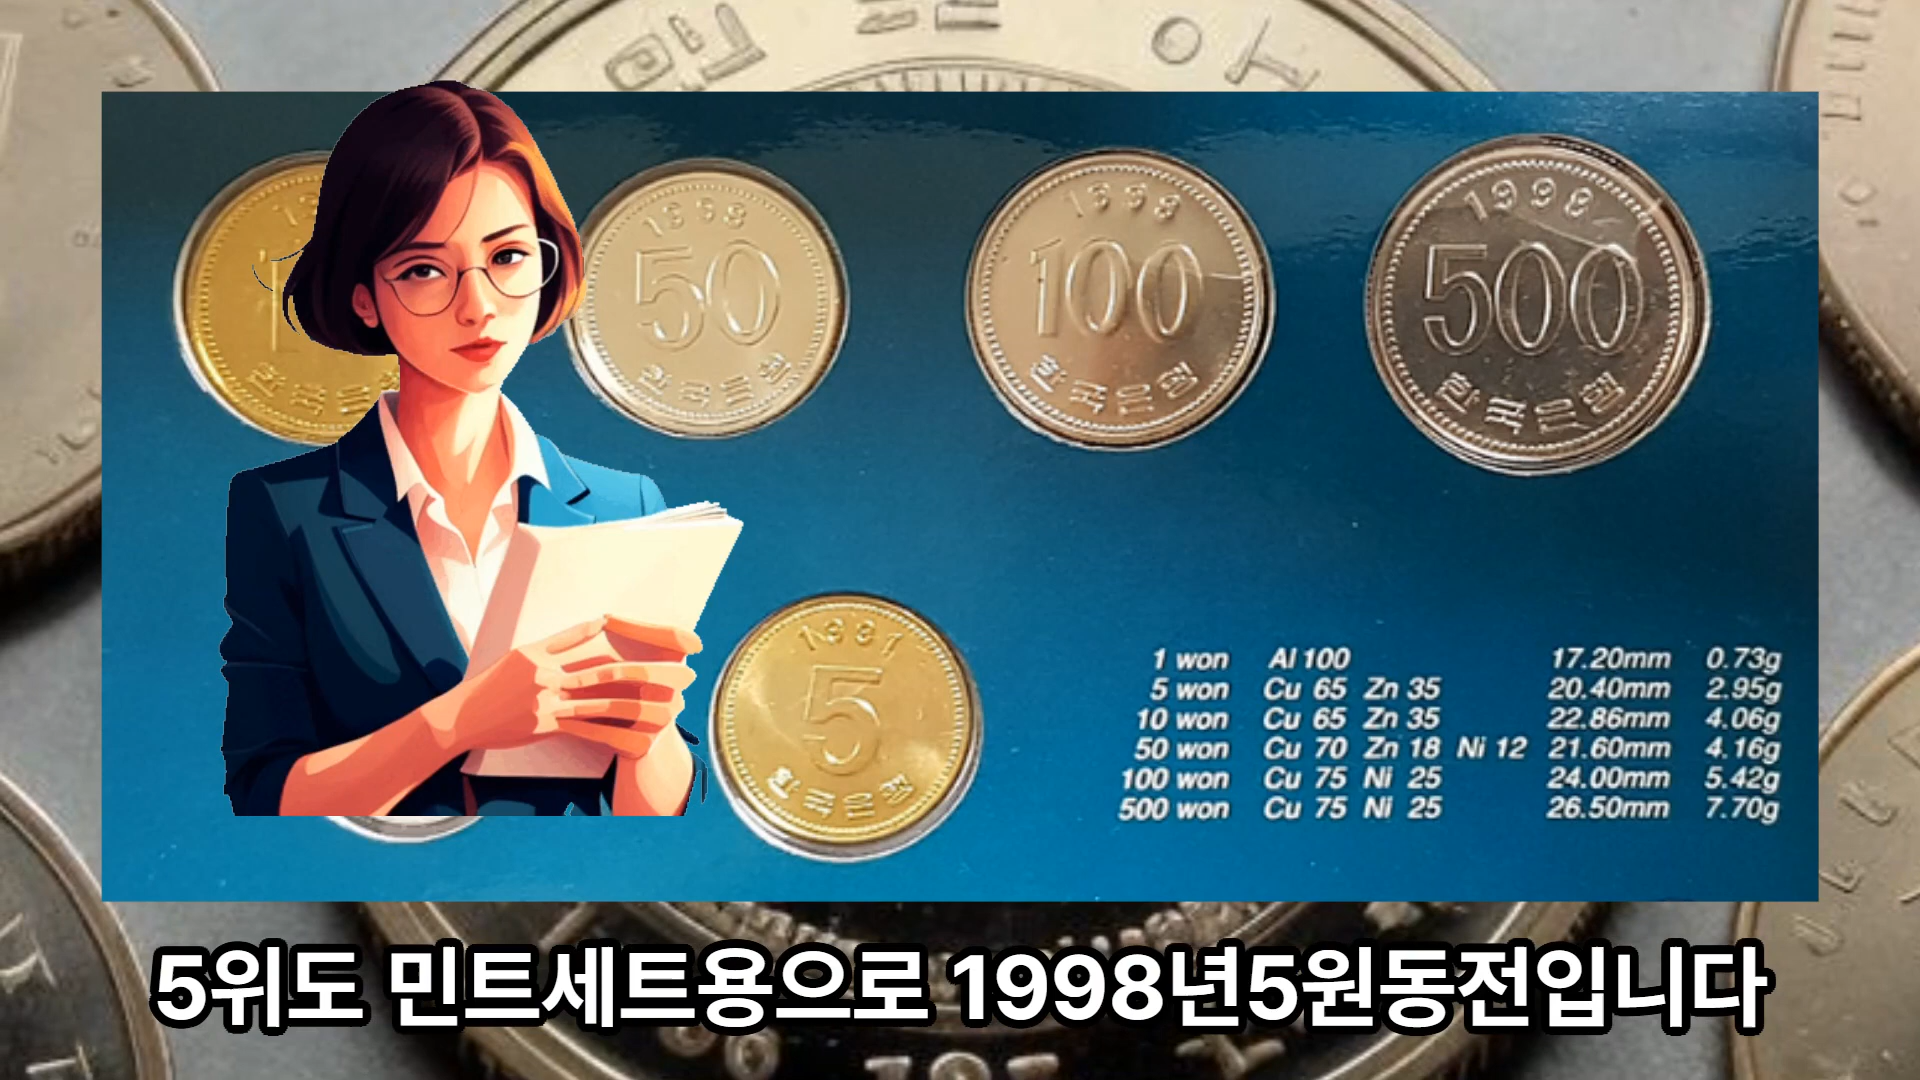 1998
50
한국은행
1998
100
한국은행
1998
500
한국은행
한국은행
1 won Al 100 17.20mm 0.73g
5 won Cu 65 Zn 35 20.40mm 2.95g
10 won Cu 65 Zn 35 22.86mm 4.06g
50 won Cu 70 Zn 18 Ni 12 21.60mm 4.16g
100 won Cu 75 Ni 25 24.00mm 5.42g
500 won Cu 75 Ni 25 26.50mm 7.70g
5
한국은행
5위도 민트세트용으로 1998년5원동전입니다